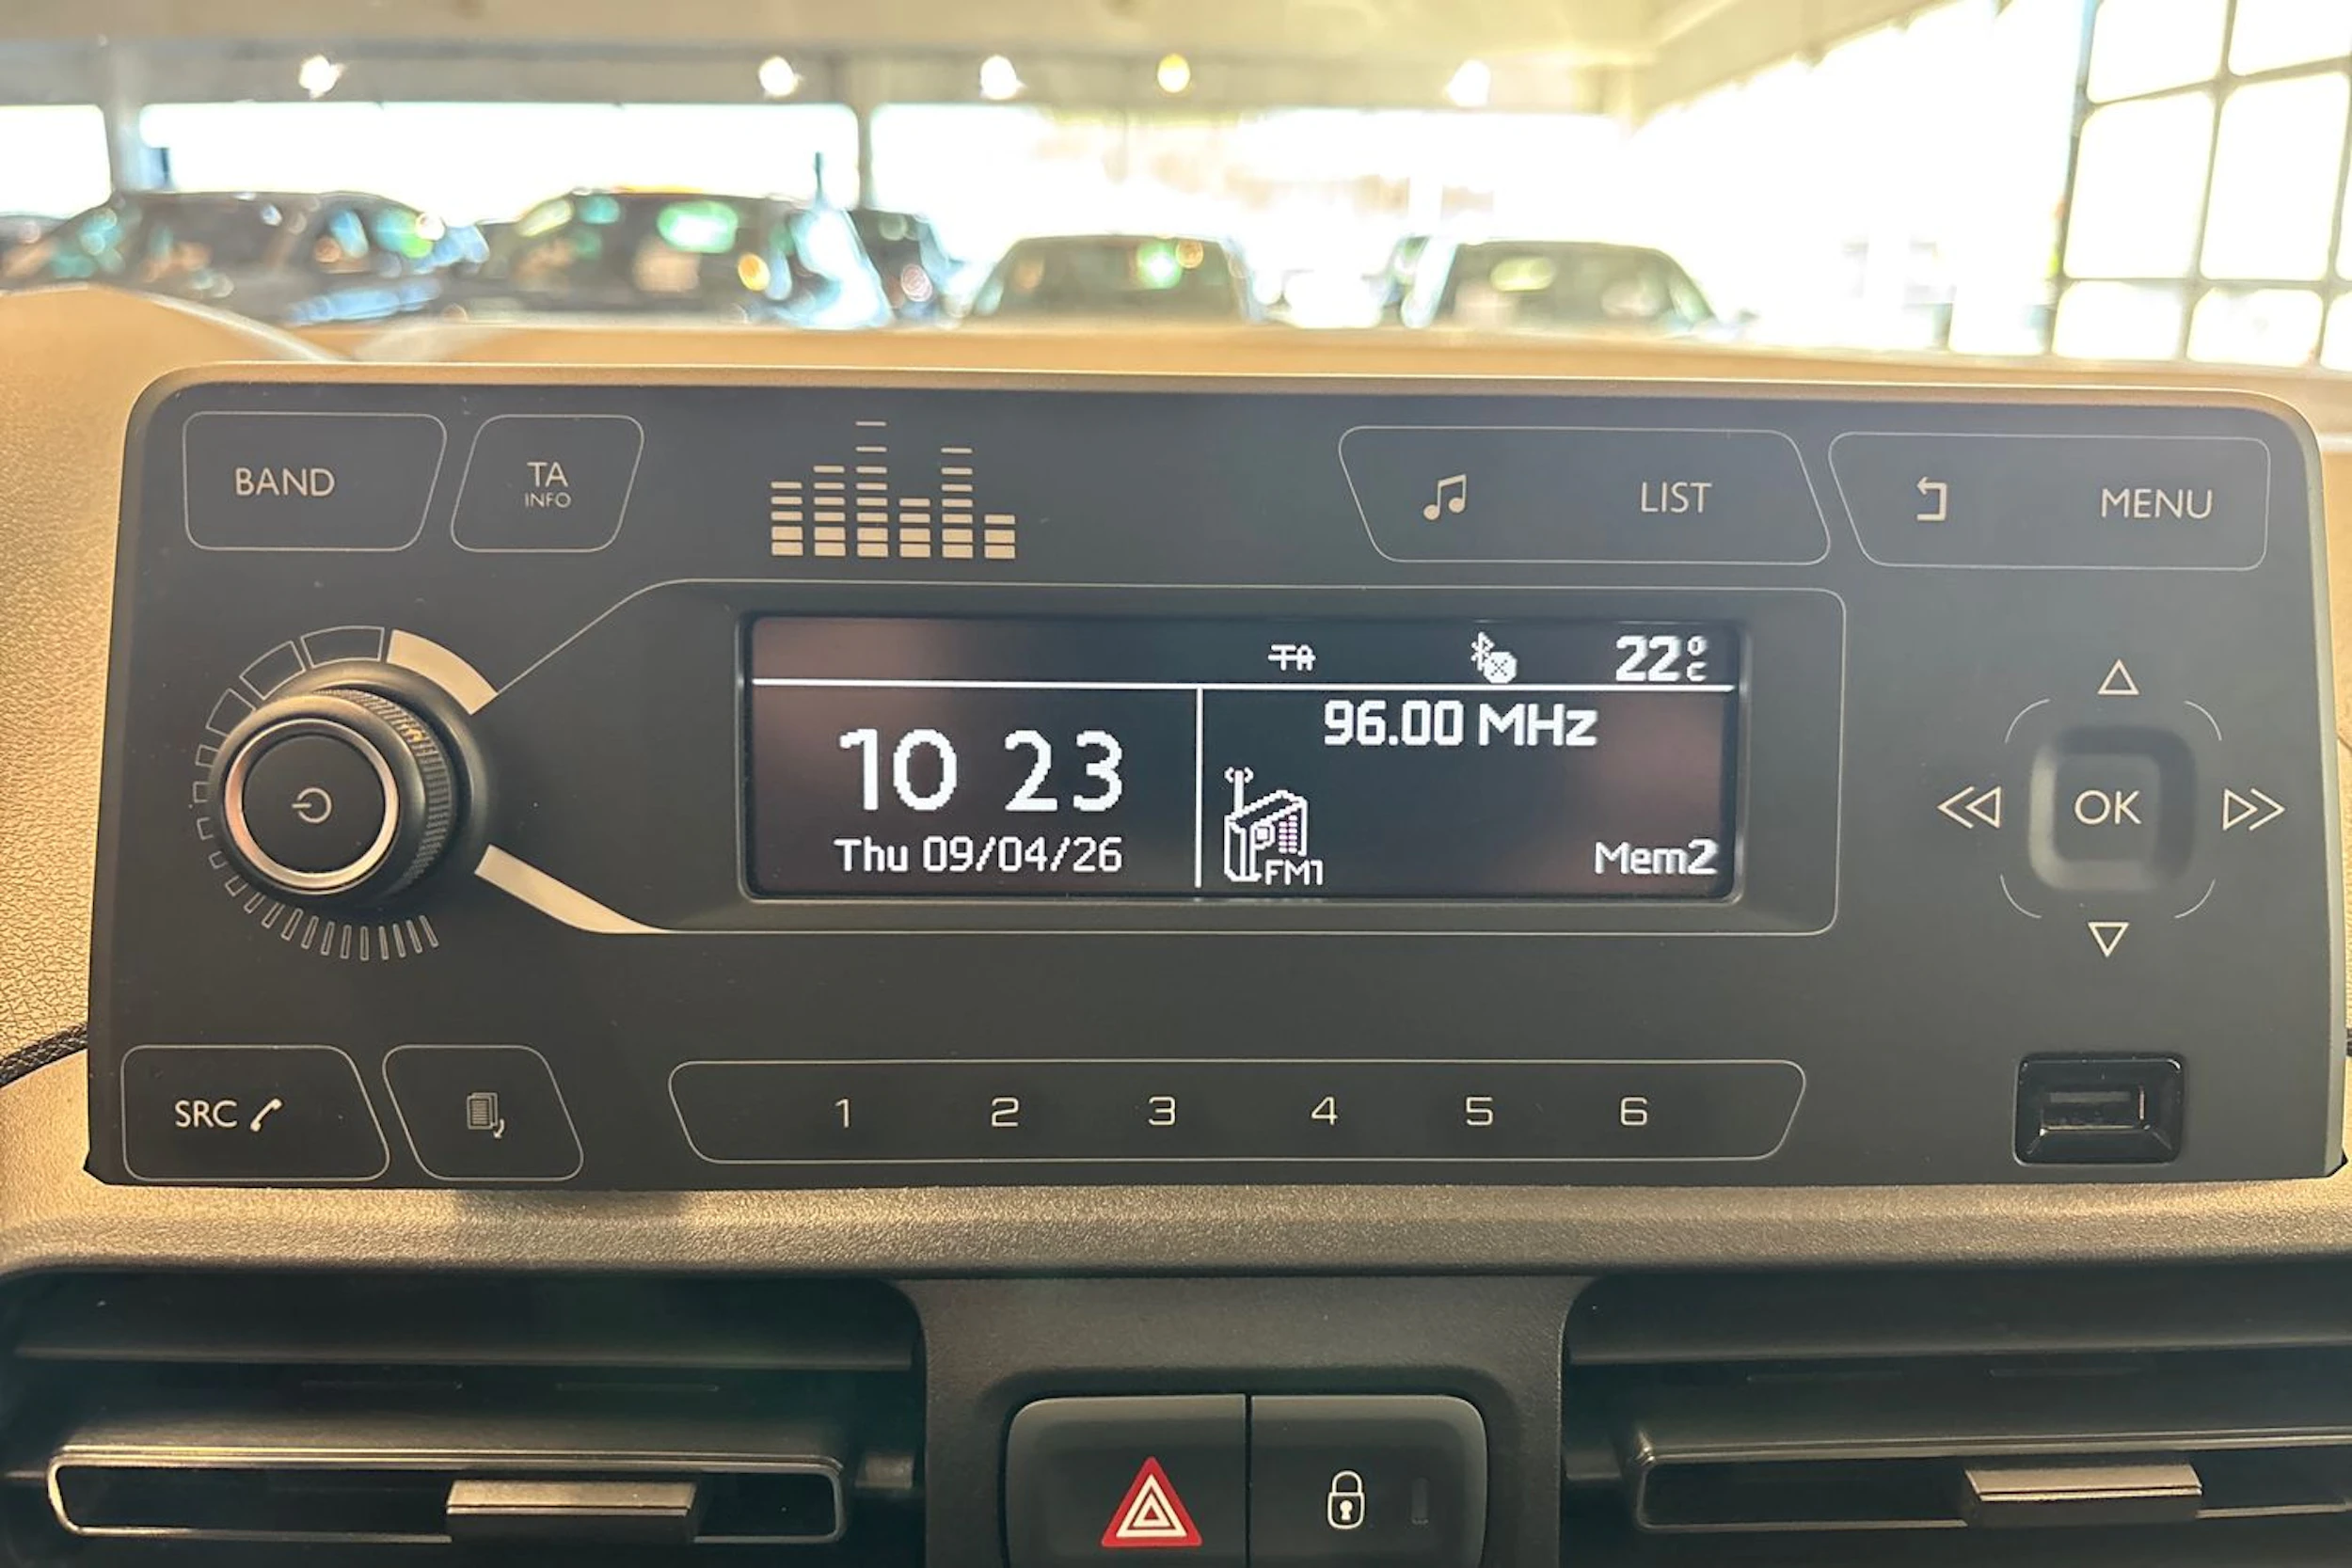 BAND
TA
INFO
LIST
MENU
TA
22°C
10 23
Thu 09/04/26
96.00 MHz
FM1
Mem2
OK
SRC
1 2 3 4 5 6